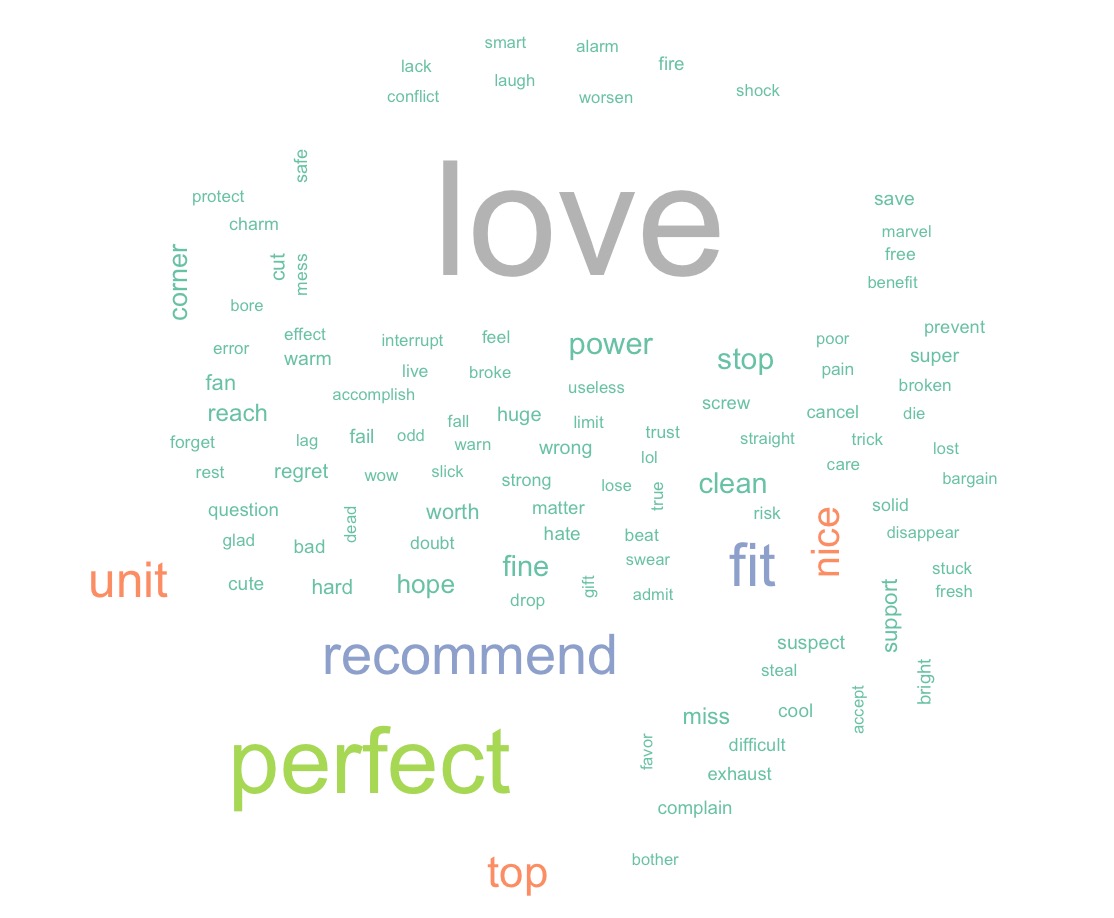 smart
alarm
lack
fire
laugh
conflict
worsen
shock
safe
love
protect
save
charm
marvel
corner
cut
mess
free
benefit
bore
effect
interrupt
feel
power
prevent
error
warm
stop
poor
super
live
broke
pain
fan
accomplish
useless
broken
reach
huge
screw
cancel
die
forget
lag
fail
odd
fall
warn
limit
wrong
trust
straight
trick
lost
rest
regret
wow
slick
strong
lol
lose
true
clean
care
bargain
question
dead
worth
matter
risk
nice
solid
glad
bad
doubt
hate
beat
disappear
unit
cute
hard
hope
fine
drop
gift
swear
admit
fit
stuck
fresh
support
recommend
suspect
steal
bright
perfect
miss
cool
accept
favor
difficult
exhaust
complain
top
bother